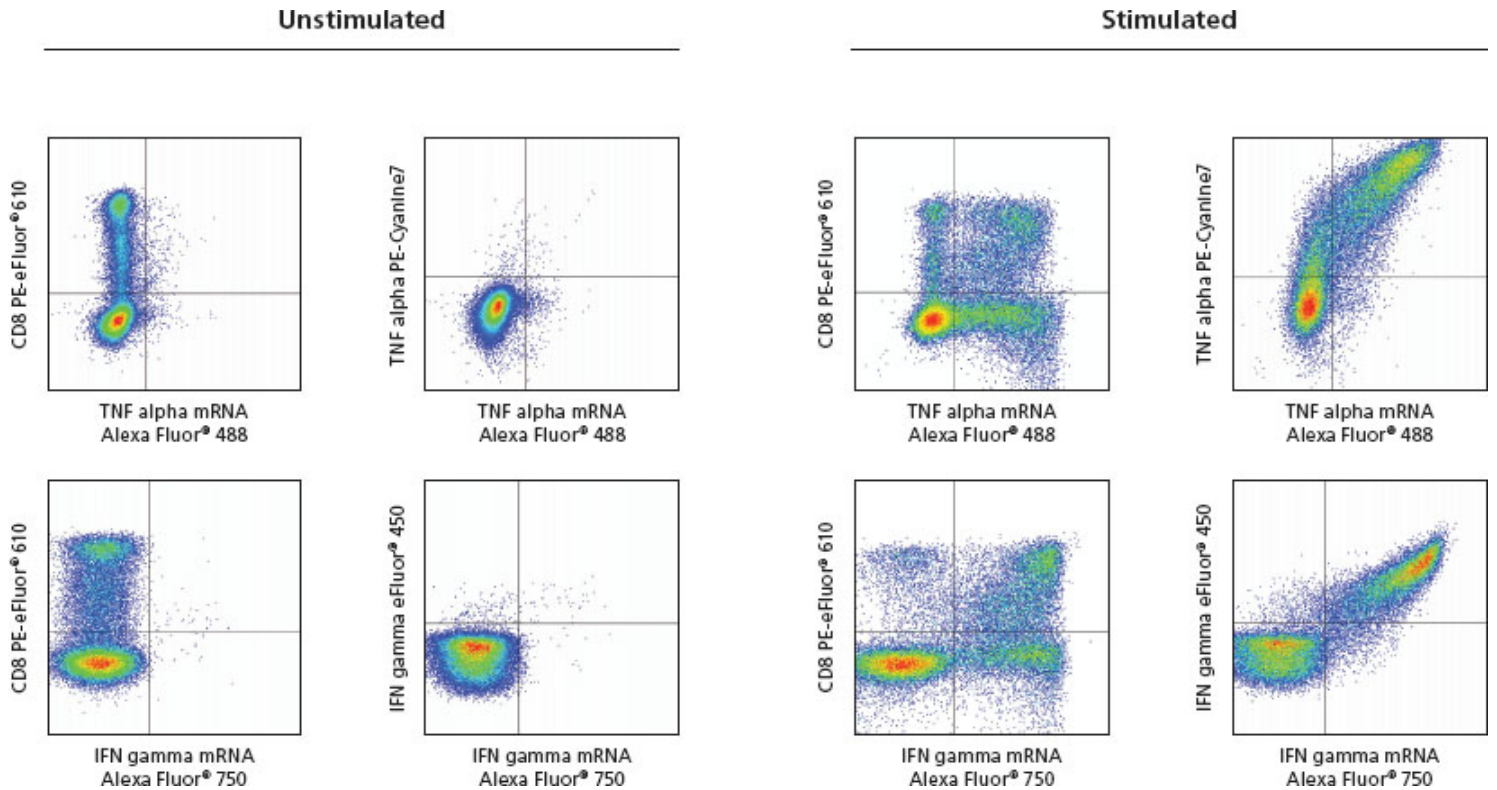 Unstimulated
Stimulated
CD8 PE-eFluor® 610
TNF alpha mRNA
Alexa Fluor® 488
TNF alpha PE-Cyanine7
TNF alpha mRNA
Alexa Fluor® 488
CD8 PE-eFluor® 610
TNF alpha mRNA
Alexa Fluor® 488
TNF alpha PE-Cyanine7
TNF alpha mRNA
Alexa Fluor® 488
CD8 PE-eFluor® 610
IFN gamma mRNA
Alexa Fluor® 750
IFN gamma eFluor® 450
IFN gamma mRNA
Alexa Fluor® 750
CD8 PE-eFluor® 610
IFN gamma mRNA
Alexa Fluor® 750
IFN gamma eFluor® 450
IFN gamma mRNA
Alexa Fluor® 750